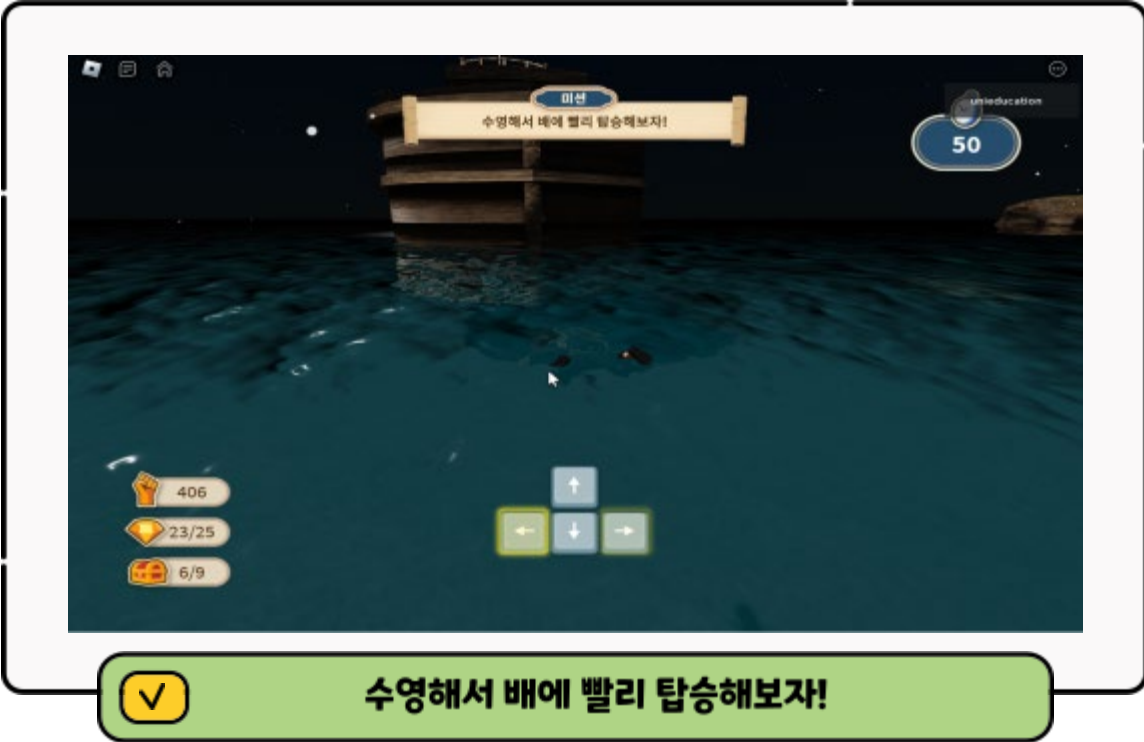 미션
수영해서 배에 빨리 탑승해보자!
unieducation
50
406
23/25
6/9
수영해서 배에 빨리 탑승해보자!